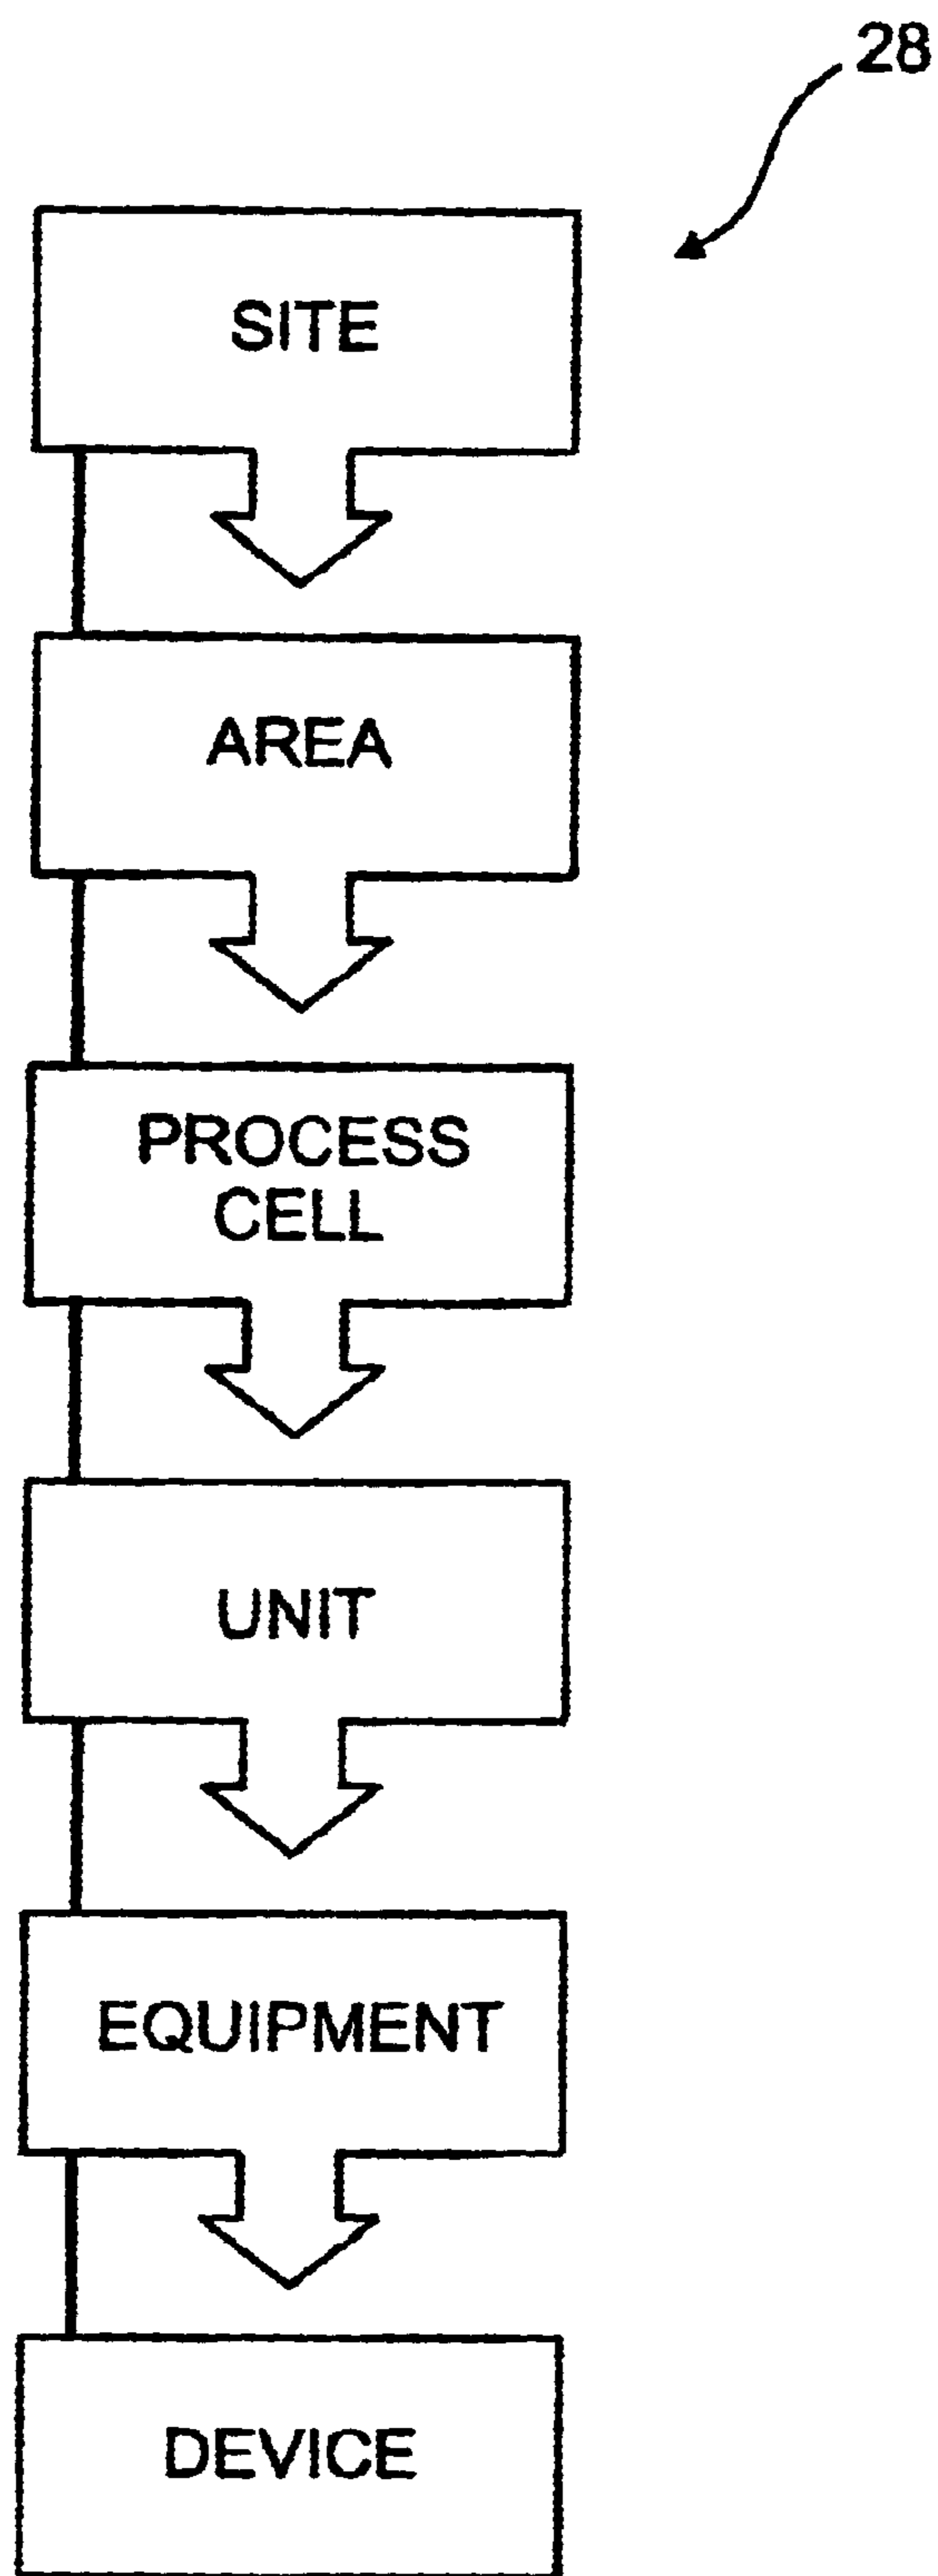 28
SITE
AREA
PROCESS
CELL
UNIT
EQUIPMENT
DEVICE